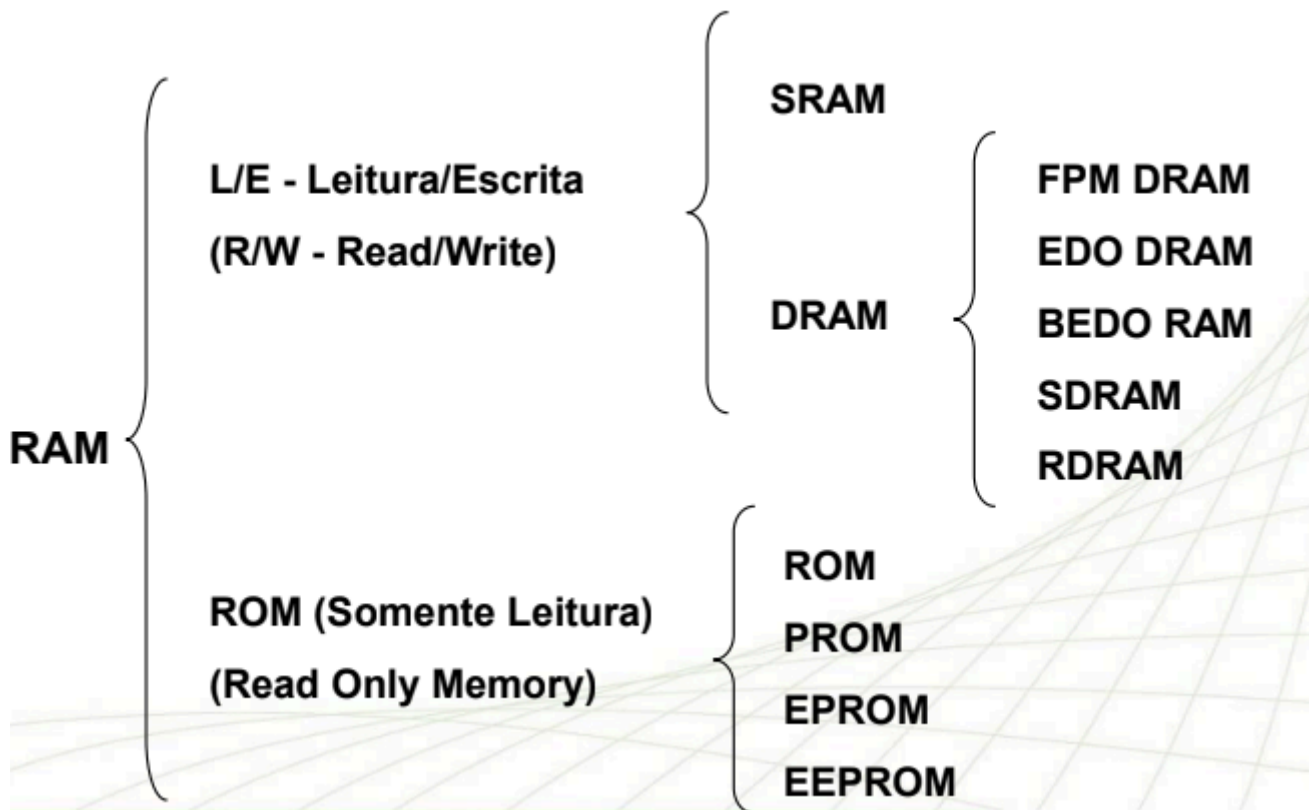 RAM
L/E - Leitura/Escrita
(R/W - Read/Write)
SRAM
DRAM
FPM DRAM
EDO DRAM
BEDO RAM
SDRAM
RDRAM
ROM (Somente Leitura)
(Read Only Memory)
ROM
PROM
EPROM
EEPROM